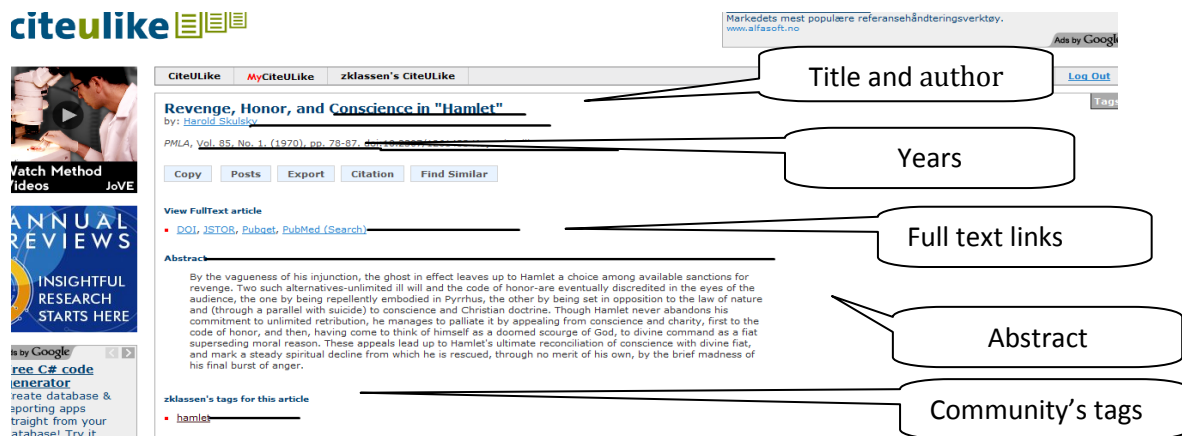 citeulike
Markedets mest populære referansehåndteringsverktøy.
www.alfasoft.no
Ads by Google
CiteULike MyCiteULike zklassen's CiteULike
Log Out
Title and author
Tags
Revenge, Honor, and Conscience in "Hamlet"
by: Harold Skulsky
PMLA, Vol. 85, No. 1. (1970), pp. 78-87.
Years
Copy Posts Export Citation Find Similar
Watch Method
Videos JoVE
View FullText article
DOI, JSTOR, Pubget, PubMed (Search)
Full text links
ANNUAL
REVIEWS
INSIGHTFUL
RESEARCH
STARTS HERE
Abstract
By the vagueness of his injunction, the ghost in effect leaves up to Hamlet a choice among available sanctions for
revenge. Two such alternatives-unlimited ill will and the code of honor-are eventually discredited in the eyes of the
audience, the one by being repellently embodied in Pyrrhus, the other by being set in opposition to the law of nature
and (through a parallel with suicide) to conscience and Christian doctrine. Though Hamlet never abandons his
commitment to unlimited retribution, he manages to palliate it by appealing from conscience and charity, first to the
code of honor, and then, having come to think of himself as a doomed scourge of God, to divine command as a fiat
superseding moral reason. These appeals lead up to Hamlet's ultimate reconciliation of conscience with divine fiat,
and mark a steady spiritual decline from which he is rescued, through no merit of his own, by the brief madness of
his final burst of anger.
Abstract
Ads by Google
Free C# code
generator
Create database &
reporting apps
straight from your
database! Try it
zklassen's tags for this article
hamlet
Community's tags